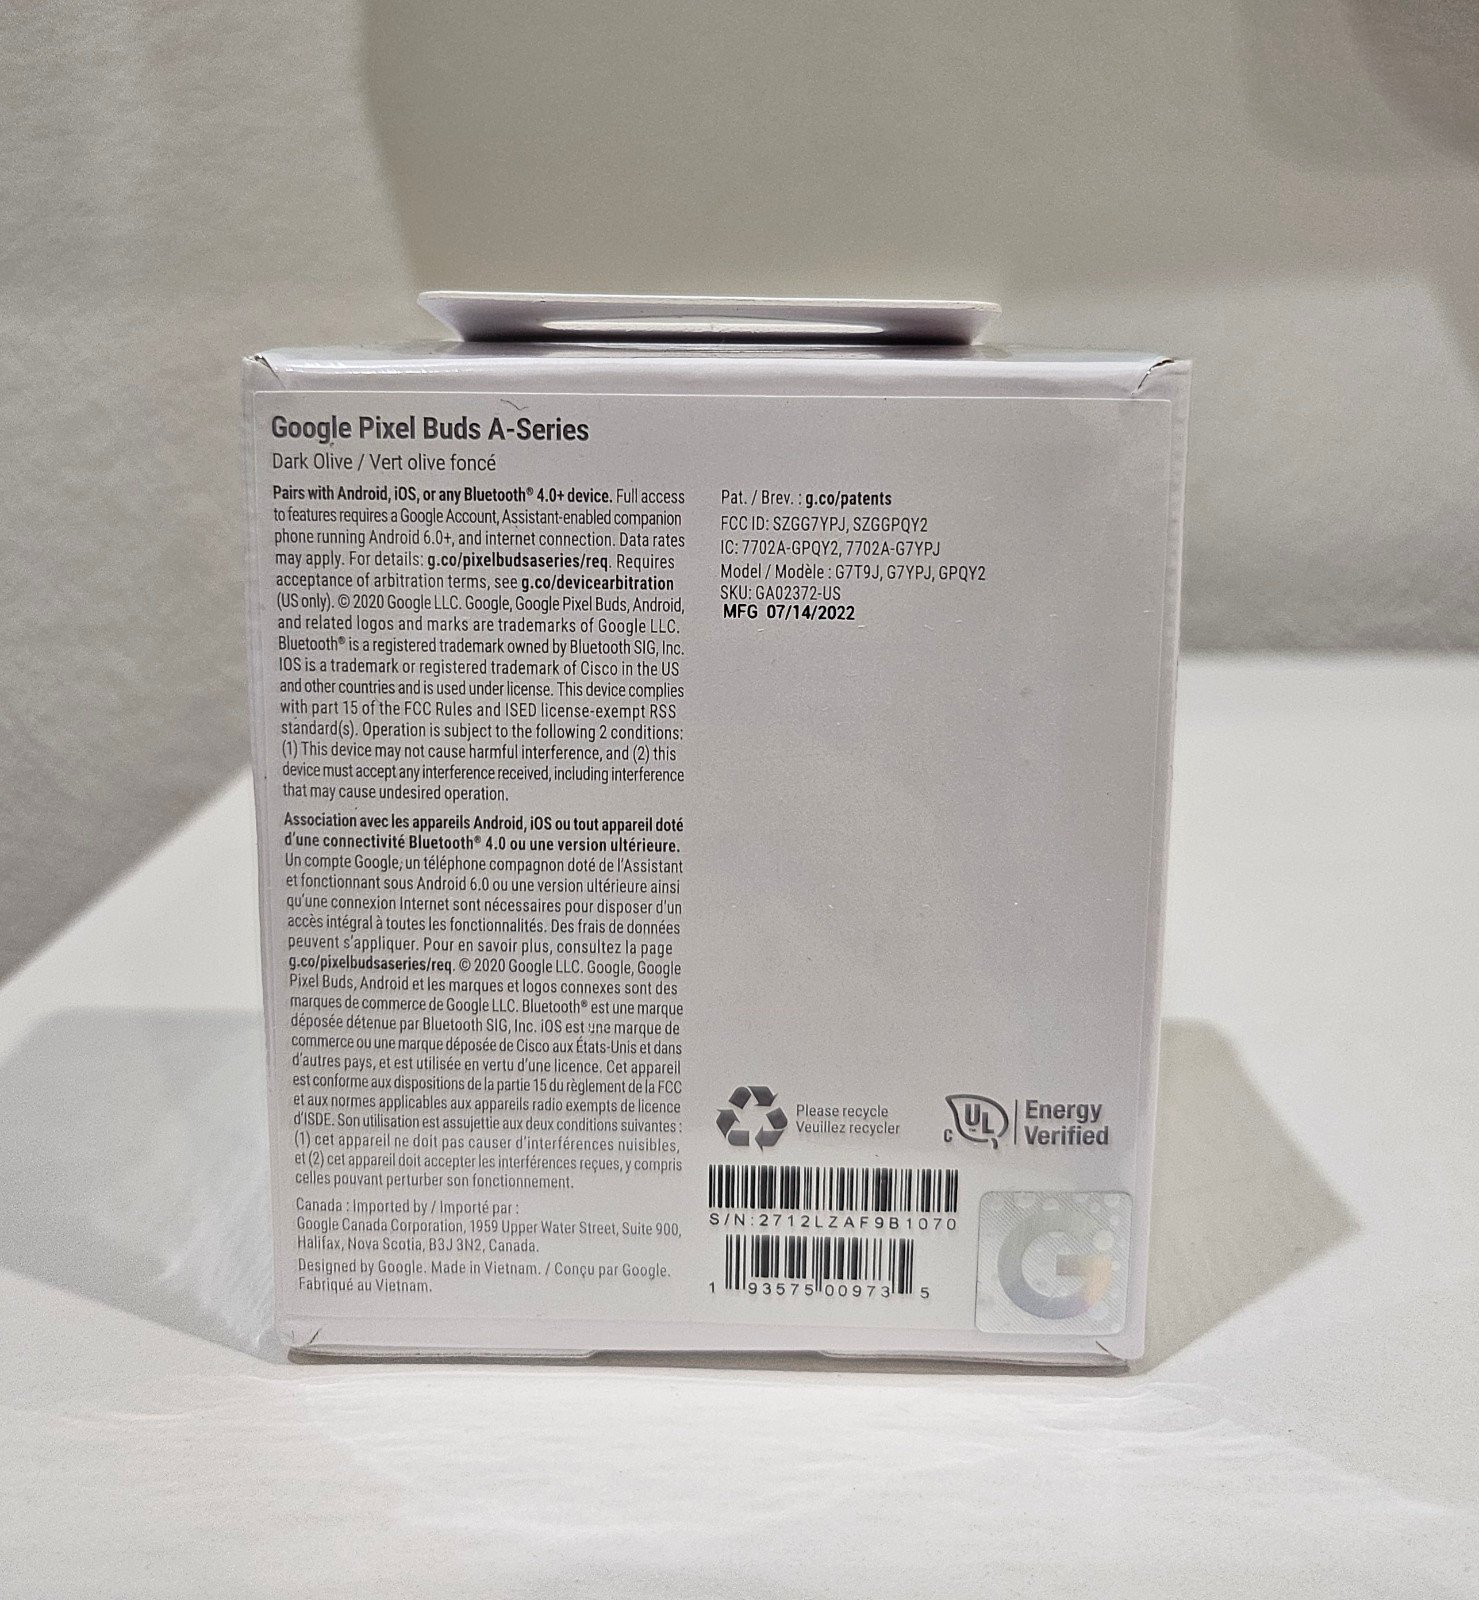 Google Pixel Buds A-Series
Dark Olive / Vert olive foncé
Pairs with Android, iOS, or any Bluetooth® 4.0+ device. Full access
to features requires a Google Account, Assistant-enabled companion
phone running Android 6.0+, and internet connection. Data rates
may apply. For details: g.co/pixelbudsaseries/req. Requires
acceptance of arbitration terms, see g.co/devicearbitration
(US only). © 2020 Google LLC. Google, Google Pixel Buds, Android,
and related logos and marks are trademarks of Google LLC.
Bluetooth® is a registered trademark owned by Bluetooth SIG, Inc.
IOS is a trademark or registered trademark of Cisco in the US
and other countries and is used under license. This device complies
with part 15 of the FCC Rules and ISED license-exempt RSS
standard(s). Operation is subject to the following 2 conditions:
(1) This device may not cause harmful interference, and (2) this
device must accept any interference received, including interference
that may cause undesired operation.
Association avec les appareils Android, iOS ou tout appareil doté
d'une connectivité Bluetooth® 4.0 ou une version ultérieure.
Un compte Google, un téléphone compagnon doté de l'Assistant
et fonctionnant sous Android 6.0 ou une version ultérieure ainsi
qu'une connexion Internet sont nécessaires pour disposer d'un
accès intégral à toutes les fonctionnalités. Des frais de données
peuvent s'appliquer. Pour en savoir plus, consultez la page
g.co/pixelbudsaseries/req. © 2020 Google LLC. Google, Google
Pixel Buds, Android et les marques et logos connexes sont des
marques de commerce de Google LLC. Bluetooth® est une marque
déposée détenue par Bluetooth SIG, Inc. iOS est une marque de
commerce ou une marque déposée de Cisco aux États-Unis et dans
d'autres pays, et est utilisée en vertu d'une licence. Cet appareil
est conforme aux dispositions de la partie 15 du règlement de la FCC
et aux normes applicables aux appareils radio exempts de licence
d'ISDE. Son utilisation est assujettie aux deux conditions suivantes :
(1) cet appareil ne doit pas causer d'interférences nuisibles,
et (2) cet appareil doit accepter les interférences reçues, y compris
celles pouvant perturber son fonctionnement.
Canada : Imported by / Importé par :
Google Canada Corporation, 1959 Upper Water Street, Suite 900,
Halifax, Nova Scotia, B3J 3N2, Canada.
Designed by Google. Made in Vietnam. / Conçu par Google.
Fabriqué au Vietnam.
Pat. / Brev. : g.co/patents
FCC ID: SZGG7YPJ, SZGGPQY2
IC: 7702A-GPQY2, 7702A-G7YPJ
Model / Modèle : G7T9J, G7YPJ, GPQY2
SKU: GA02372-US
MFG 07/14/2022
Please recycle
Veuillez recycler
C UL Energy
Verified
S/N:2712LZAF9B1070
1 93575 00973 5
G